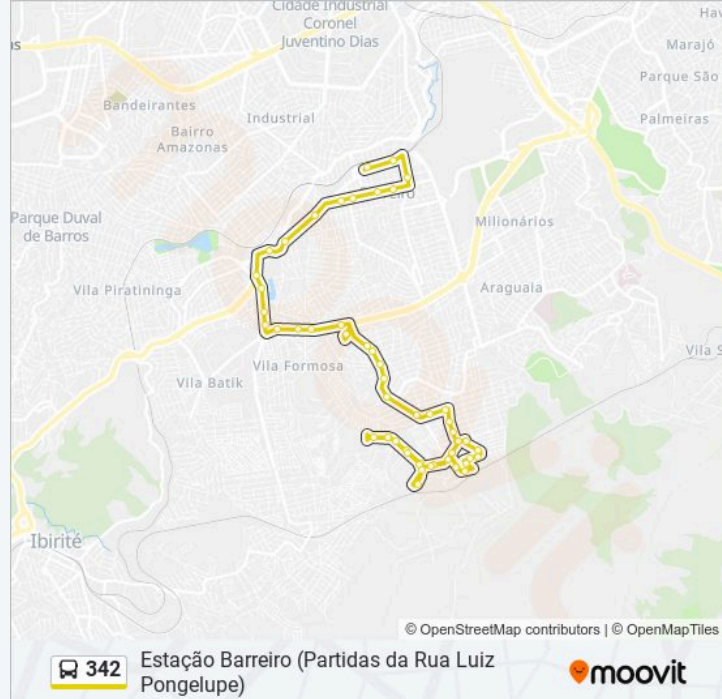 Cidade Industrial
Coronel
Juventino Dias
Hav
Marajó
Parque São
Palmeiras
Bandeirantes
Industrial
Bairro
Amazonas
Parque Duval
de Barros
Milionários
Vila Piratininga
Araguaia
Vila S
Vila Formosa
Vila Batik
Ibirité
© OpenStreetMap contributors | © OpenMapTiles
342
Estação Barreiro (Partidas da Rua Luiz
Pongelupe)
moovit